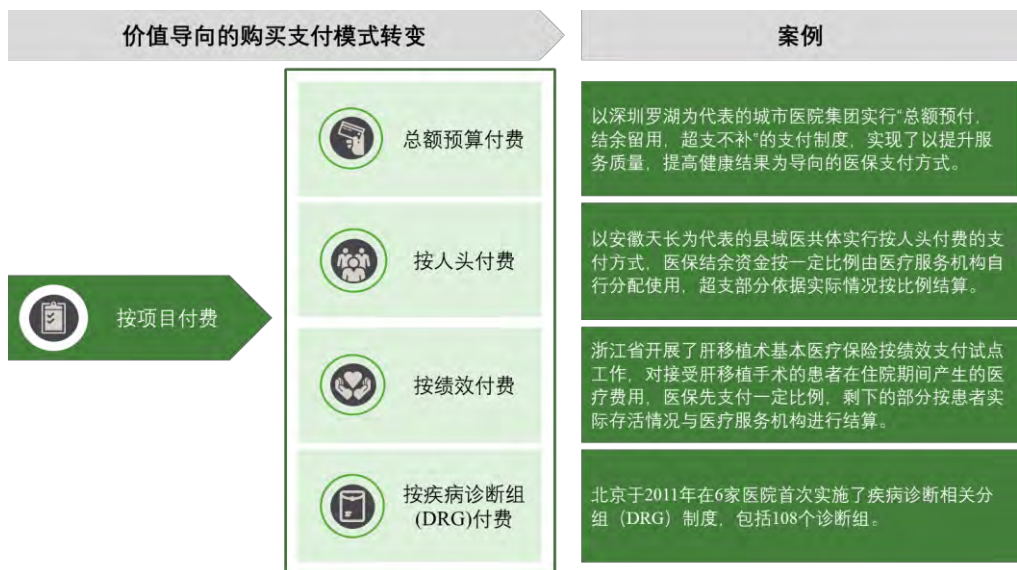 价值导向的购买支付模式转变
案例
按项目付费
总额预算付费
以深圳罗湖为代表的城市医院集团实行“总额预付，
结余留用，超支不补“的支付制度，实现了以提升服
务质量，提高健康结果为导向的医保支付方式。
按人头付费
以安徽天长为代表的县域医共体实行按人头付费的支
付方式，医保结余资金按一定比例由医疗服务机构自
行分配使用，超支部分依据实际情况按比例结算。
按绩效付费
浙江省开展了肝移植术基本医疗保险按绩效支付试点
工作，对接受肝移植手术的患者在住院期间产生的医
疗费用，医保先支付一定比例，剩下的部分按患者实
际存活情况与医疗服务机构进行结算。
按疾病诊断组
(DRG)付费
北京于2011年在6家医院首次实施了疾病诊断相关分
组（DRG）制度，包括108个诊断组。